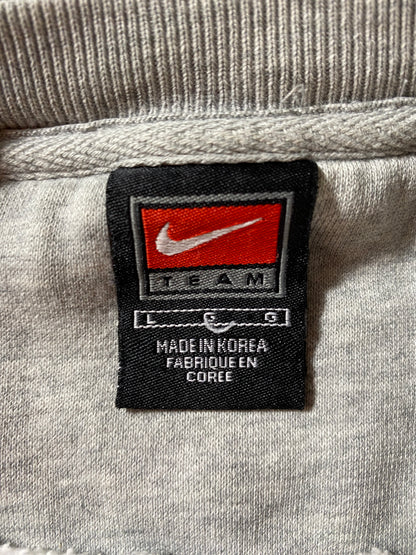 TEAM
L G G
MADE IN KOREA
FABRIQUE EN
COREE